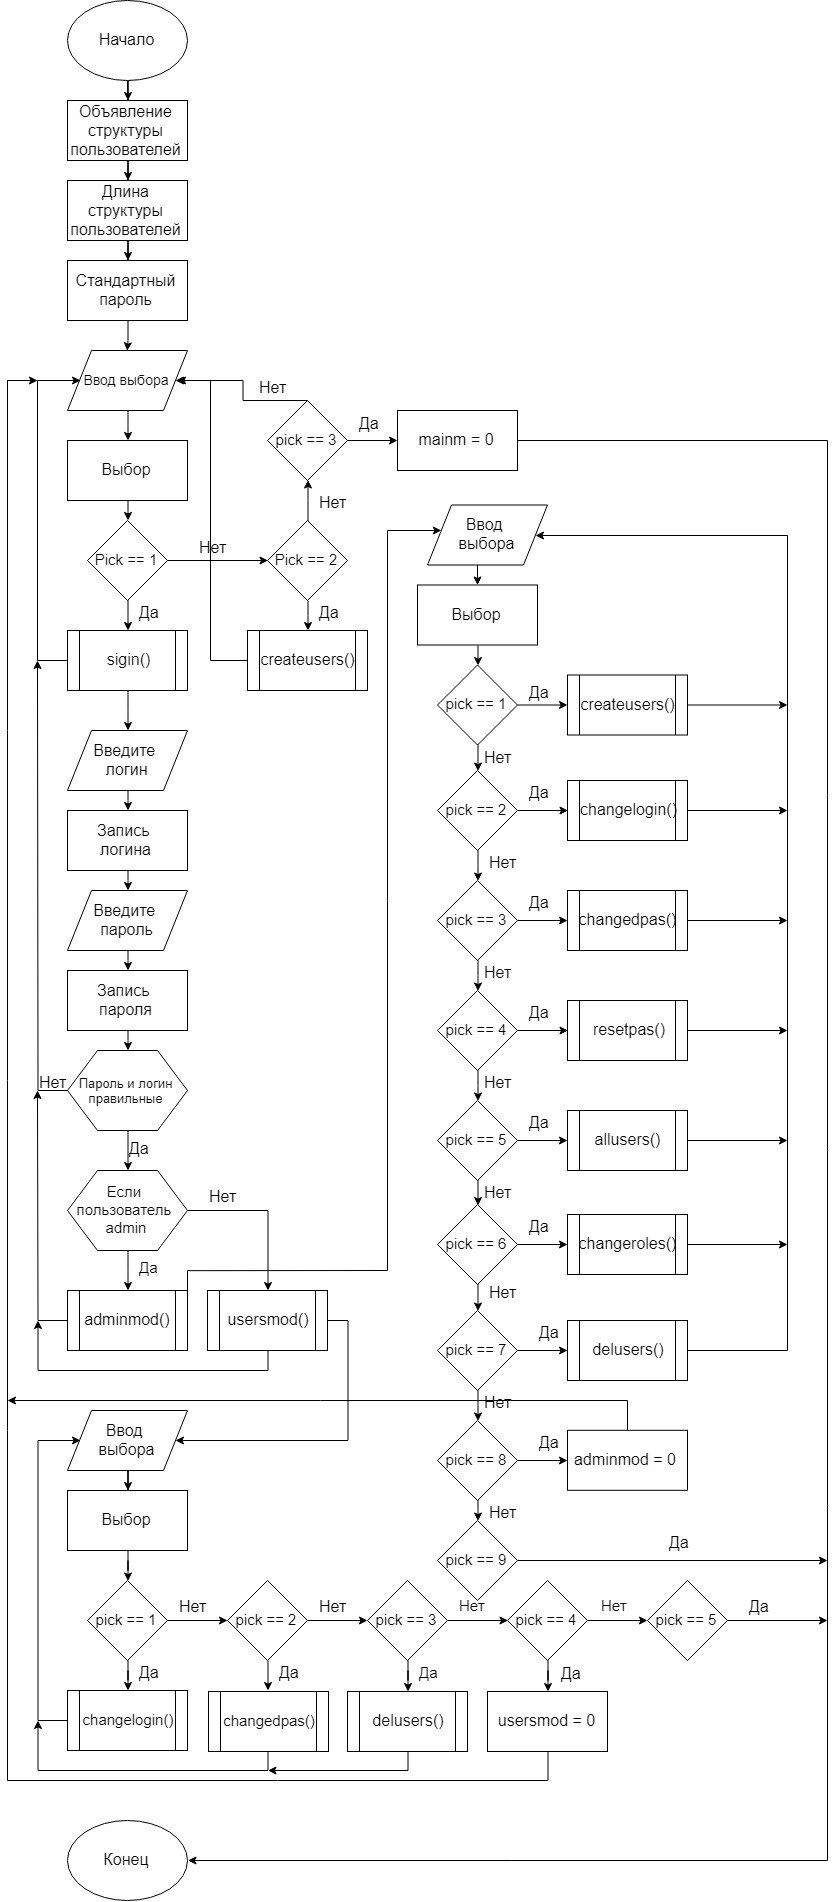 Начало
Объявление
структуры
пользователей
Длина
структуры
пользователей
Стандартный
пароль
Ввод выбора
Выбор
Pick == 1
Нет
Pick == 2
Нет
pick == 3
Нет
Да
mainm = 0
Да
createusers()
Да
sigin()
Введите
логин
Запись
логина
Введите
пароль
Запись
пароля
Пароль и логин
правильные
Нет
Да
Если
пользователь
admin
Нет
Да
adminmod()
usersmod()
Ввод
выбора
Выбор
pick == 1
Да
createusers()
Нет
pick == 2
Да
changelogin()
Нет
pick == 3
Да
changedpas()
Нет
pick == 4
Да
resetpas()
Нет
pick == 5
Да
allusers()
Нет
pick == 6
Да
changeroles()
Нет
pick == 7
Да
delusers()
Нет
pick == 8
Да
adminmod = 0
Нет
pick == 9
Да
Ввод
выбора
Выбор
pick == 1
Нет
pick == 2
Нет
pick == 3
Нет
pick == 4
Нет
pick == 5
Да
Да
Да
Да
Да
changelogin()
changedpas()
delusers()
usersmod = 0
Конец